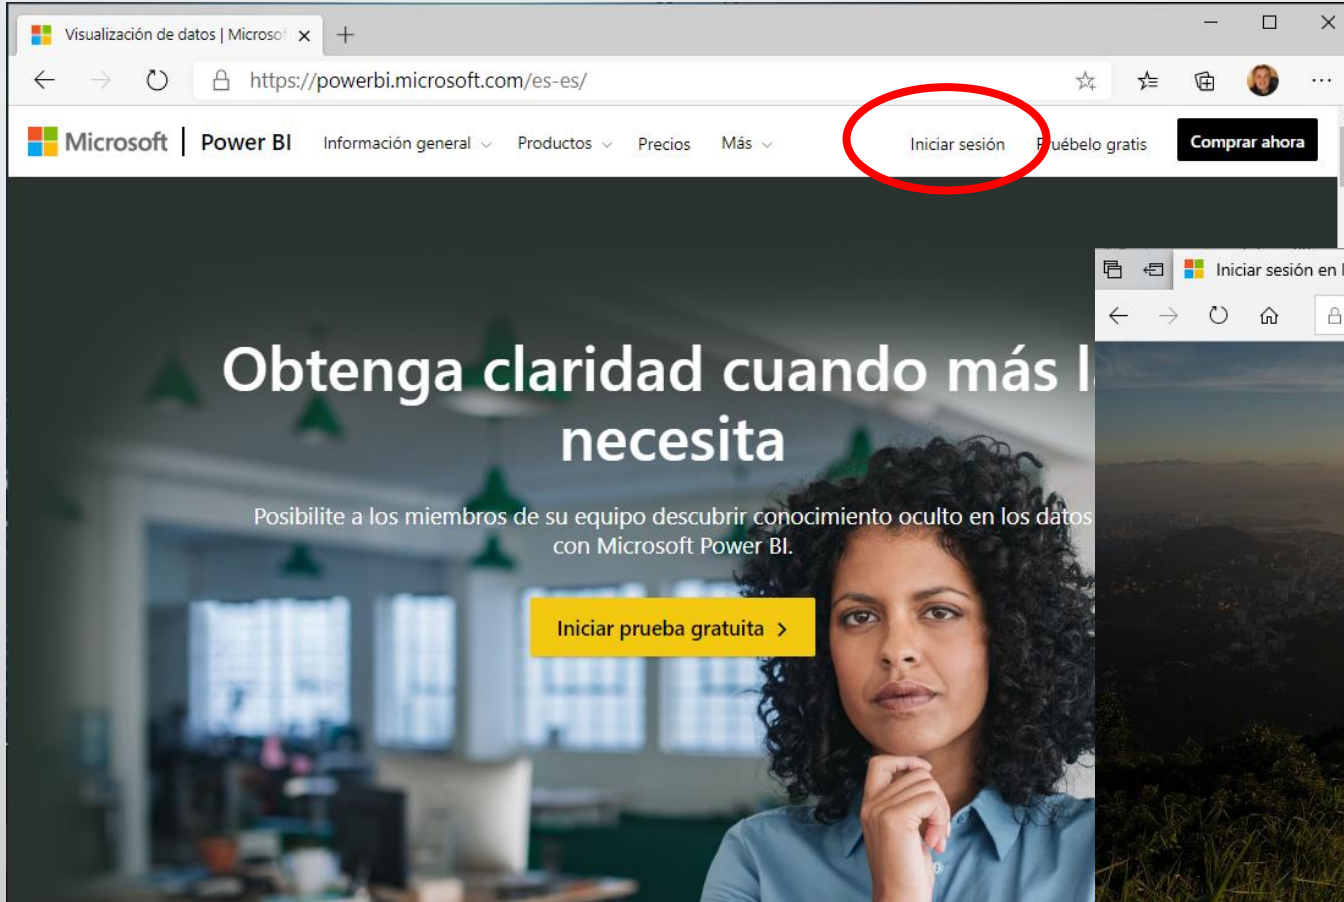 Visualización de datos | Microsof
https://powerbi.microsoft.com/es-es/
Microsoft | Power BI Información general Productos Precios Más Iniciar sesión Pruébelo gratis Comprar ahora
Iniciar sesión en
Obtenga claridad cuando más
necesita
Posibilite a los miembros de su equipo descubrir conocimiento oculto en los datos
con Microsoft Power BI.
Iniciar prueba gratuita >